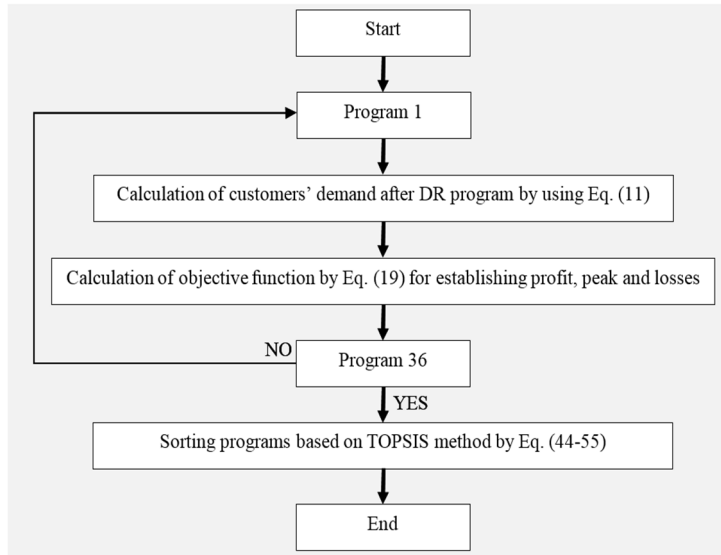 Start
Program 1
Calculation of customers’ demand after DR program by using Eq. (11)
Calculation of objective function by Eq. (19) for establishing profit, peak and losses
NO
Program 36
YES
Sorting programs based on TOPSIS method by Eq. (44-55)
End